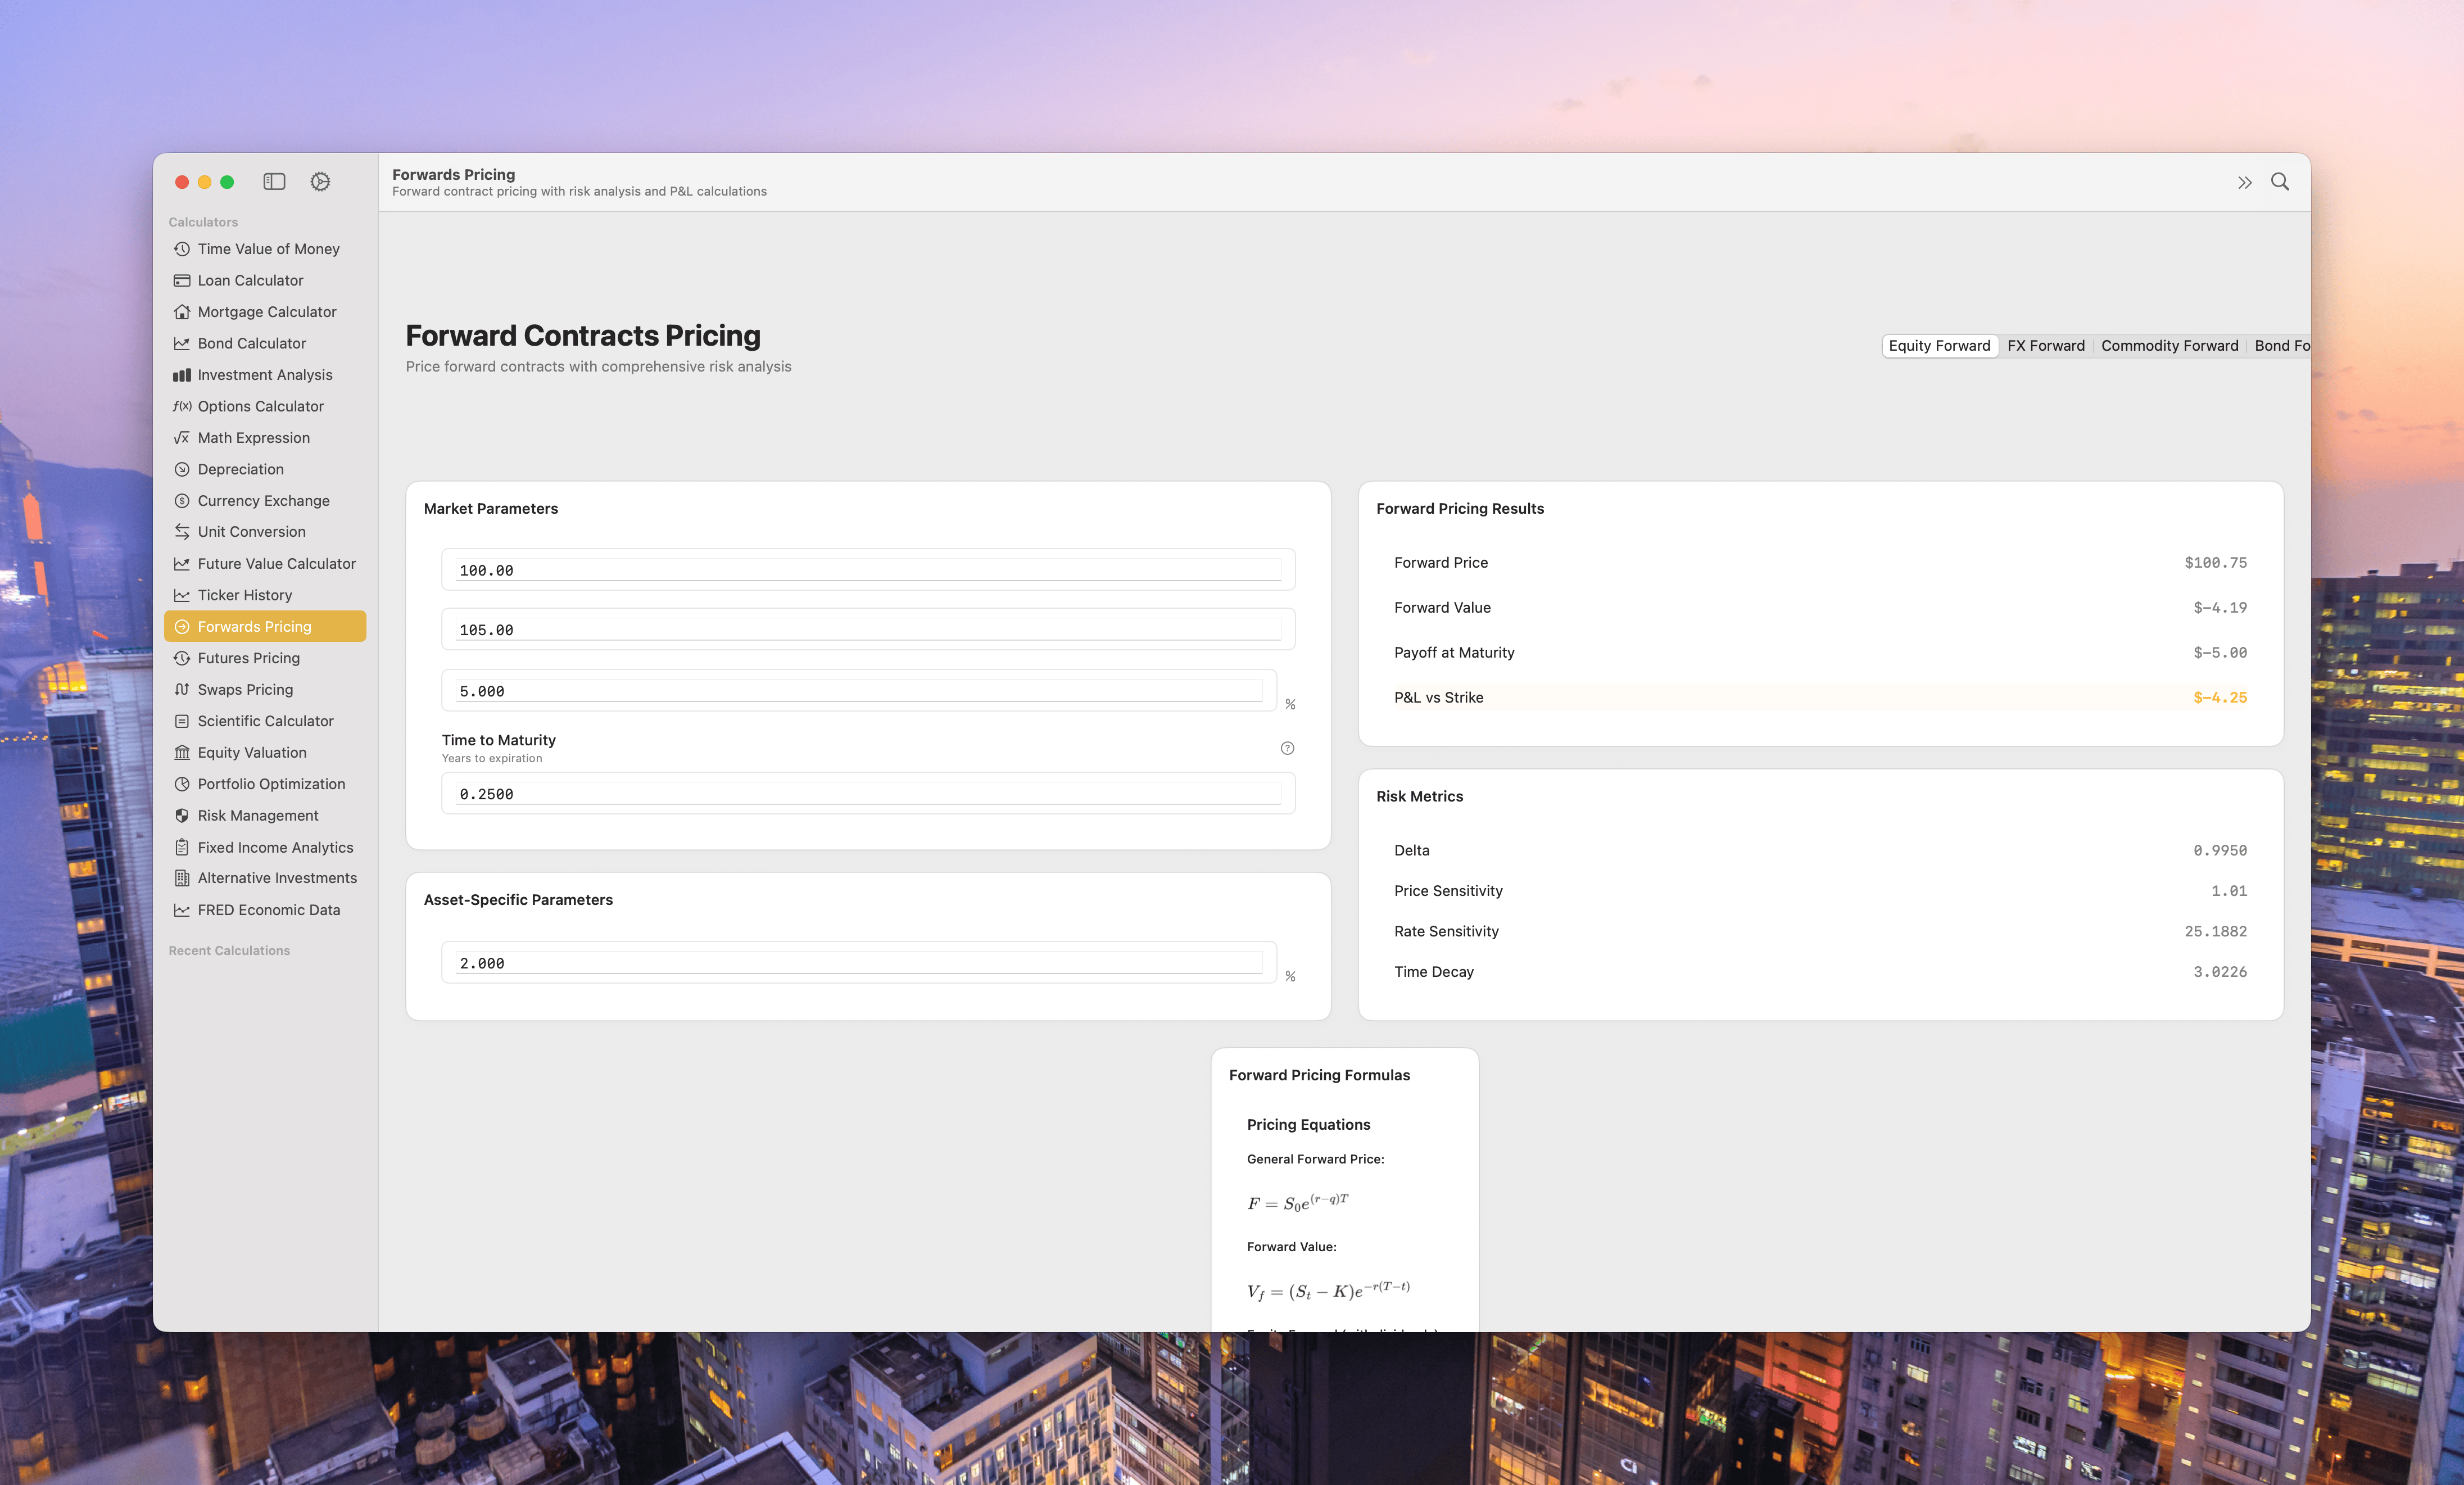 Forwards Pricing
Forward contract pricing with risk analysis and P&L calculations
Calculators
Time Value of Money
Loan Calculator
Mortgage Calculator
Bond Calculator
Investment Analysis
f(x) Options Calculator
√x Math Expression
Depreciation
$ Currency Exchange
Unit Conversion
Future Value Calculator
Ticker History
Forwards Pricing
Futures Pricing
Swaps Pricing
Scientific Calculator
Equity Valuation
Portfolio Optimization
Risk Management
Fixed Income Analytics
Alternative Investments
FRED Economic Data
Recent Calculations
Forward Contracts Pricing
Price forward contracts with comprehensive risk analysis
Equity Forward FX Forward Commodity Forward Bond Fo
Market Parameters
100.00
105.00
5.000 %
Time to Maturity ?
Years to expiration
0.2500
Asset-Specific Parameters
2.000 %
Forward Pricing Results
Forward Price $100.75
Forward Value $-4.19
Payoff at Maturity $-5.00
P&L vs Strike $-4.25
Risk Metrics
Delta 0.9950
Price Sensitivity 1.01
Rate Sensitivity 25.1882
Time Decay 3.0226
Forward Pricing Formulas
Pricing Equations
General Forward Price:
F = S₀e^(r−q)T
Forward Value:
V_f = (S_t − K)e^−r(T−t)